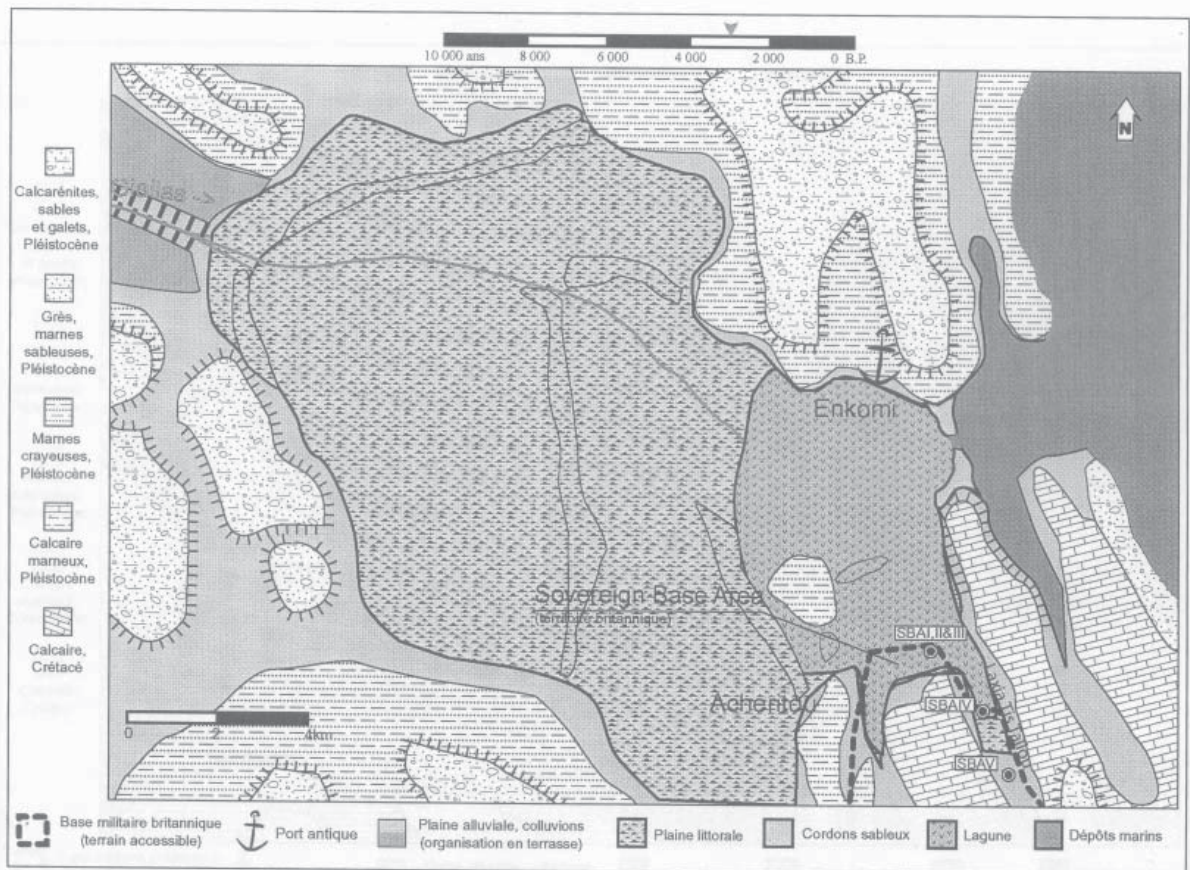 10 000 ans 8 000 6 000 4 000 2 000 0 B.P.
N
Calcarénites,
sables
et galets,
Pléistocène
Grès,
marnes
sableuses,
Pléistocène
Marnes
crayeuses,
Pléistocène
Calcaire
marneux,
Pléistocène
Calcaire,
Crétacé
Enkomi
Sovereign Base Area
(territoire britannique)
SBAI,II&III
Acheritou
SBAIV
SBAV
0 2 4km
Base militaire britannique
(terrain accessible)
Port antique
Plaine alluviale, colluvions
(organisation en terrasse)
Plaine littorale
Cordons sableux
Lagune
Dépôts marins